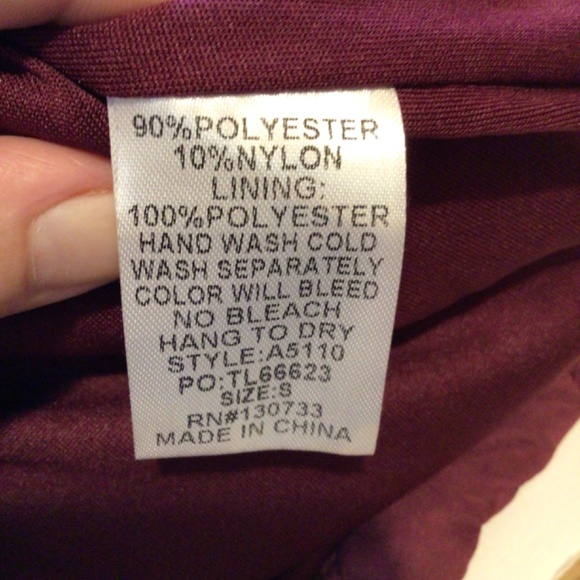 90%POLYESTER
10%NYLON
LINING:
100%POLYESTER
HAND WASH COLD
WASH SEPARATELY
COLOR WILL BLEED
NO BLEACH
HANG TO DRY
STYLE:A5110
PO:TL66623
SIZE:S
RN#130733
MADE IN CHINA